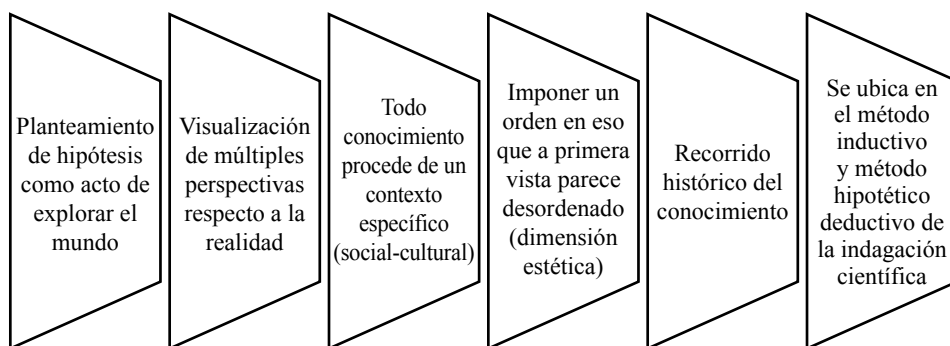 Planteamiento
de hipótesis
como acto de
explorar el
mundo
Visualización
de múltiples
perspectivas
respecto a la
realidad
Todo
conocimiento
procede de un
contexto
específico
(social-cultural)
Imponer un
orden en eso
que a primera
vista parece
desordenado
(dimensión
estética)
Recorrido
histórico del
conocimiento
Se ubica en
el método
inductivo
y método
hipotético
deductivo de
la indagación
científica